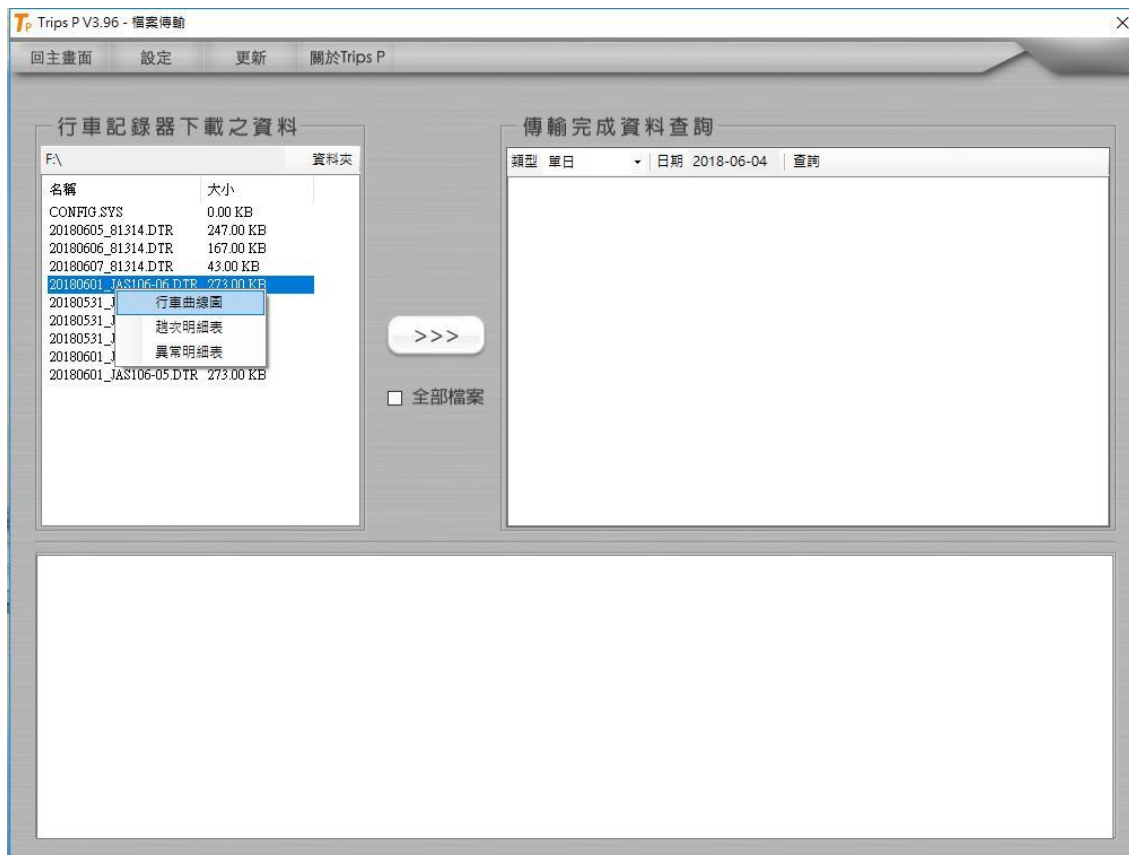 Tp Trips P V3.96 - 檔案傳輸
回主畫面 設定 更新 關於Trips P
行車記錄器下載之資料
F:\ 資料夾
名稱 大小
CONFIG.SYS 0.00 KB
20180605_81314.DTR 247.00 KB
20180606_81314.DTR 167.00 KB
20180607_81314.DTR 43.00 KB
20180601_JAS106-06.DTR 273.00 KB
20180531_J
20180531_J
20180531_J
20180601_J
20180601_JAS106-05.DTR 273.00 KB
行車曲線圖
趟次明細表
異常明細表
>>>
全部檔案
傳輸完成資料查詢
類型 單日 日期 2018-06-04 查詢